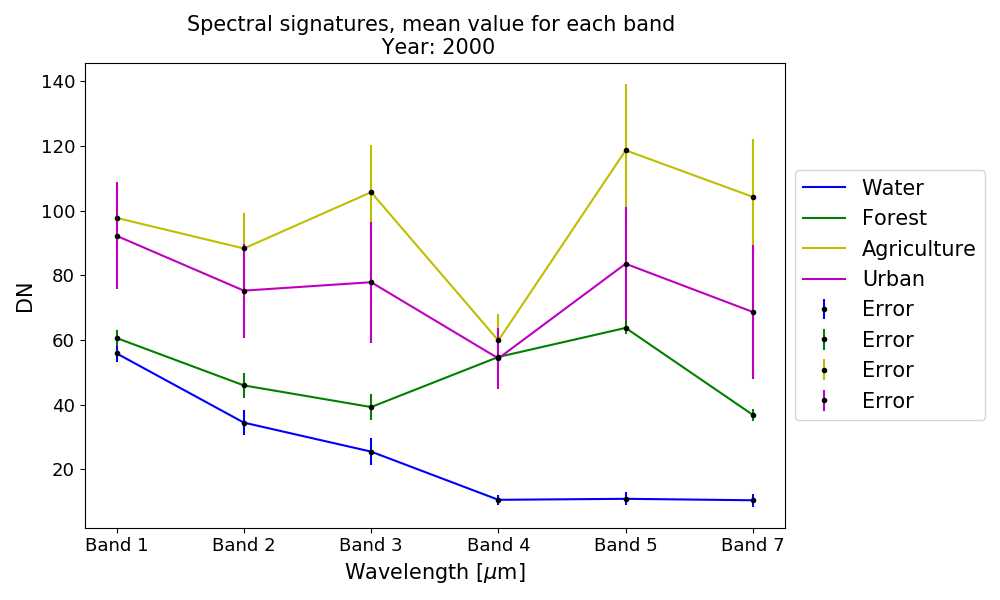 Spectral signatures, mean value for each band
Year: 2000
140
120
100
80
60
40
20
DN
Band 1 Band 2 Band 3 Band 4 Band 5 Band 7
Wavelength [μm]
Water
Forest
Agriculture
Urban
Error
Error
Error
Error